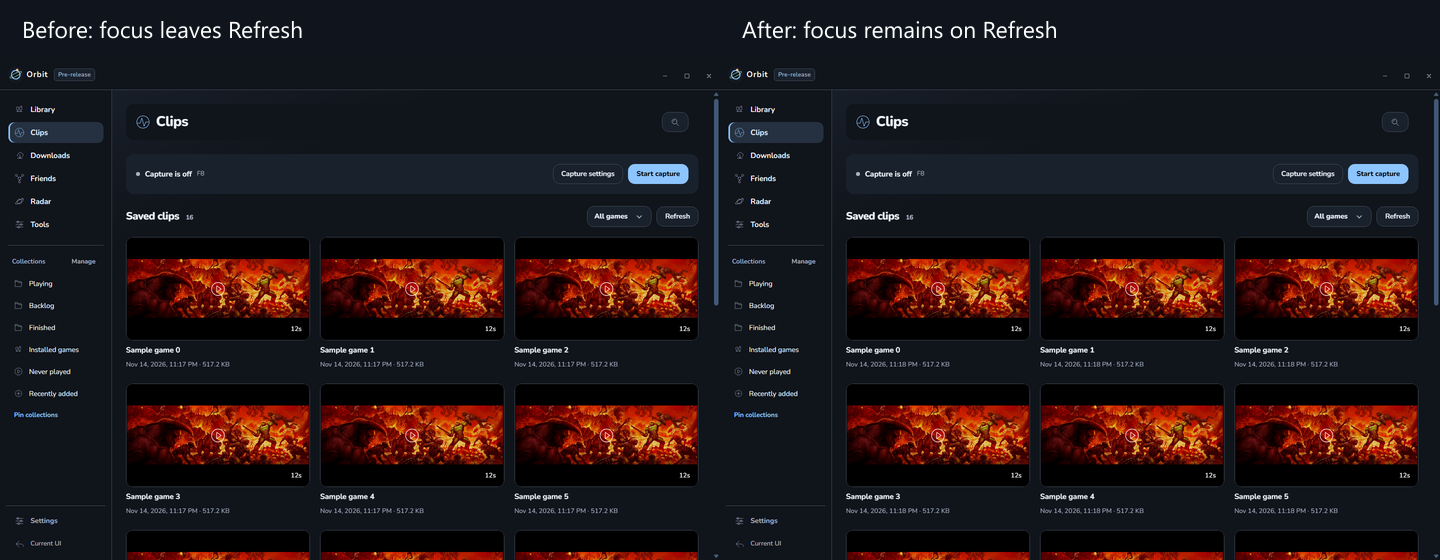 Before: focus leaves Refresh
Orbit Pre-release
Library
Clips
Downloads
Friends
Radar
Tools
Collections Manage
Playing
Backlog
Finished
Installed games
Never played
Recently added
Pin collections
Settings
Current UI
Clips
Capture is off F8 Capture settings Start capture
Saved clips 16 All games Refresh
12s 12s 12s
Sample game 0 Sample game 1 Sample game 2
Nov 14, 2026, 11:17 PM · 517.2 KB Nov 14, 2026, 11:17 PM · 517.2 KB Nov 14, 2026, 11:17 PM · 517.2 KB
12s 12s 12s
Sample game 3 Sample game 4 Sample game 5
Nov 14, 2026, 11:17 PM · 517.2 KB Nov 14, 2026, 11:17 PM · 517.2 KB Nov 14, 2026, 11:17 PM · 517.2 KB
After: focus remains on Refresh
Orbit Pre-release
Library
Clips
Downloads
Friends
Radar
Tools
Collections Manage
Playing
Backlog
Finished
Installed games
Never played
Recently added
Pin collections
Settings
Current UI
Clips
Capture is off F8 Capture settings Start capture
Saved clips 16 All games Refresh
12s 12s 12s
Sample game 0 Sample game 1 Sample game 2
Nov 14, 2026, 11:18 PM · 517.2 KB Nov 14, 2026, 11:18 PM · 517.2 KB Nov 14, 2026, 11:18 PM · 517.2 KB
12s 12s 12s
Sample game 3 Sample game 4 Sample game 5
Nov 14, 2026, 11:18 PM · 517.2 KB Nov 14, 2026, 11:18 PM · 517.2 KB Nov 14, 2026, 11:18 PM · 517.2 KB